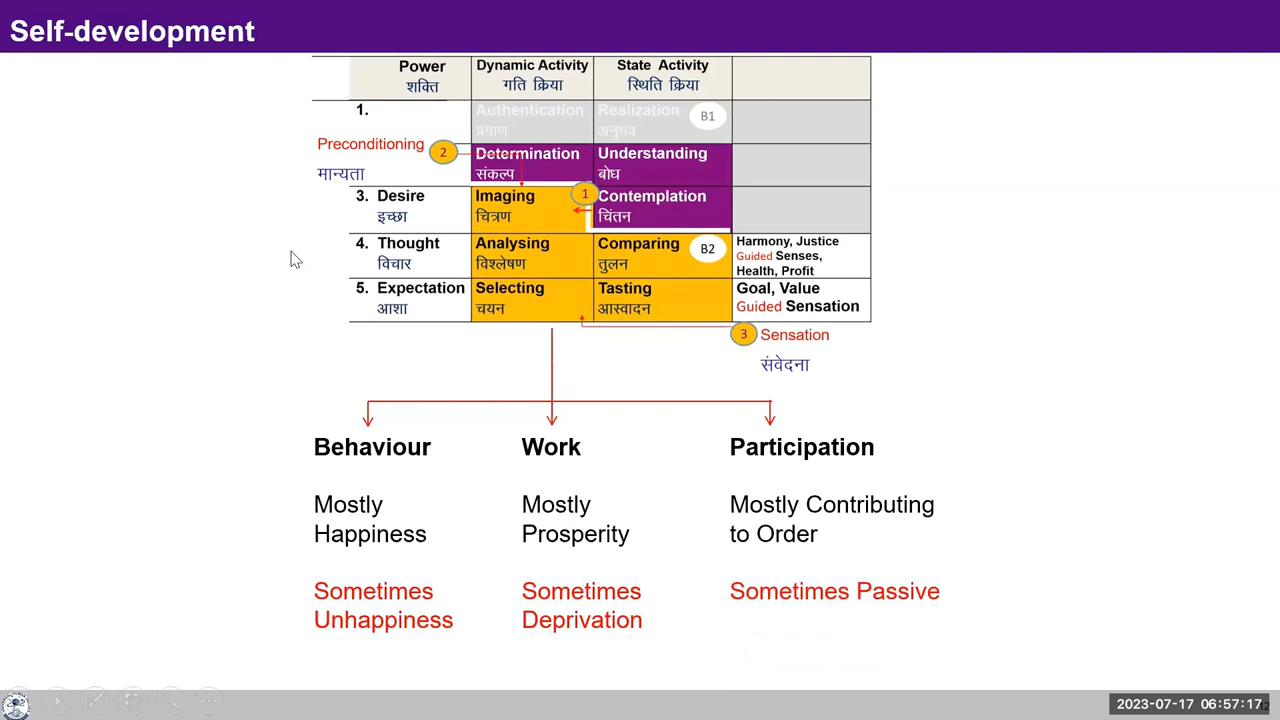 Self-development
Power Dynamic Activity State Activity
शक्ति गति क्रिया स्थिति क्रिया
1. Authentication Realization B1
प्रमाण अनुभव
Preconditioning 2 Determination Understanding
मान्यता संकल्प बोध
3. Desire Imaging 1 Contemplation
इच्छा चित्रण चिंतन
4. Thought Analysing Comparing B2 Harmony, Justice
विचार विश्लेषण तुलन Guided Senses,
Health, Profit
5. Expectation Selecting Tasting Goal, Value
आशा चयन आस्वादन Guided Sensation
3 Sensation
संवेदना
Behaviour Work Participation
Mostly Mostly Mostly Contributing
Happiness Prosperity to Order
Sometimes Sometimes Sometimes Passive
Unhappiness Deprivation
2023-07-17 06:57:17
12